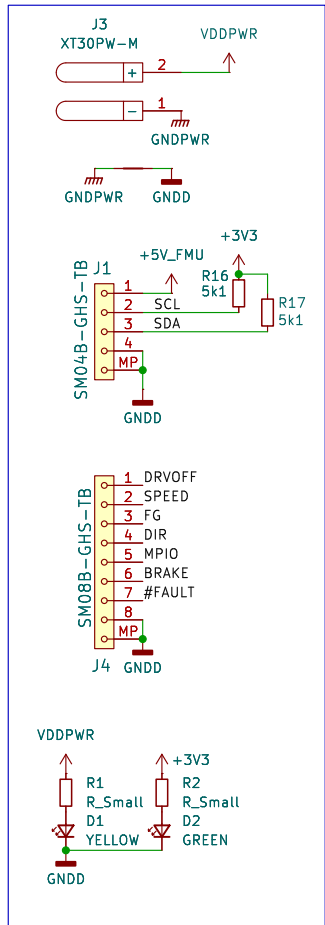 J3
XT30PW-M
VDDPWR
2
+
1
-
GNDPWR
GNDPWR
GNDD
+3V3
+5V_FMU
J1
R16
5k1
R17
5k1
SM04B-GHS-TB
1
2
SCL
3
SDA
4
MP
GNDD
SM08B-GHS-TB
1
DRVOFF
2
SPEED
3
FG
4
DIR
5
MPIO
6
BRAKE
7
#FAULT
8
MP
J4
GNDD
VDDPWR
+3V3
R1
R_Small
R2
R_Small
D1
YELLOW
D2
GREEN
GNDD